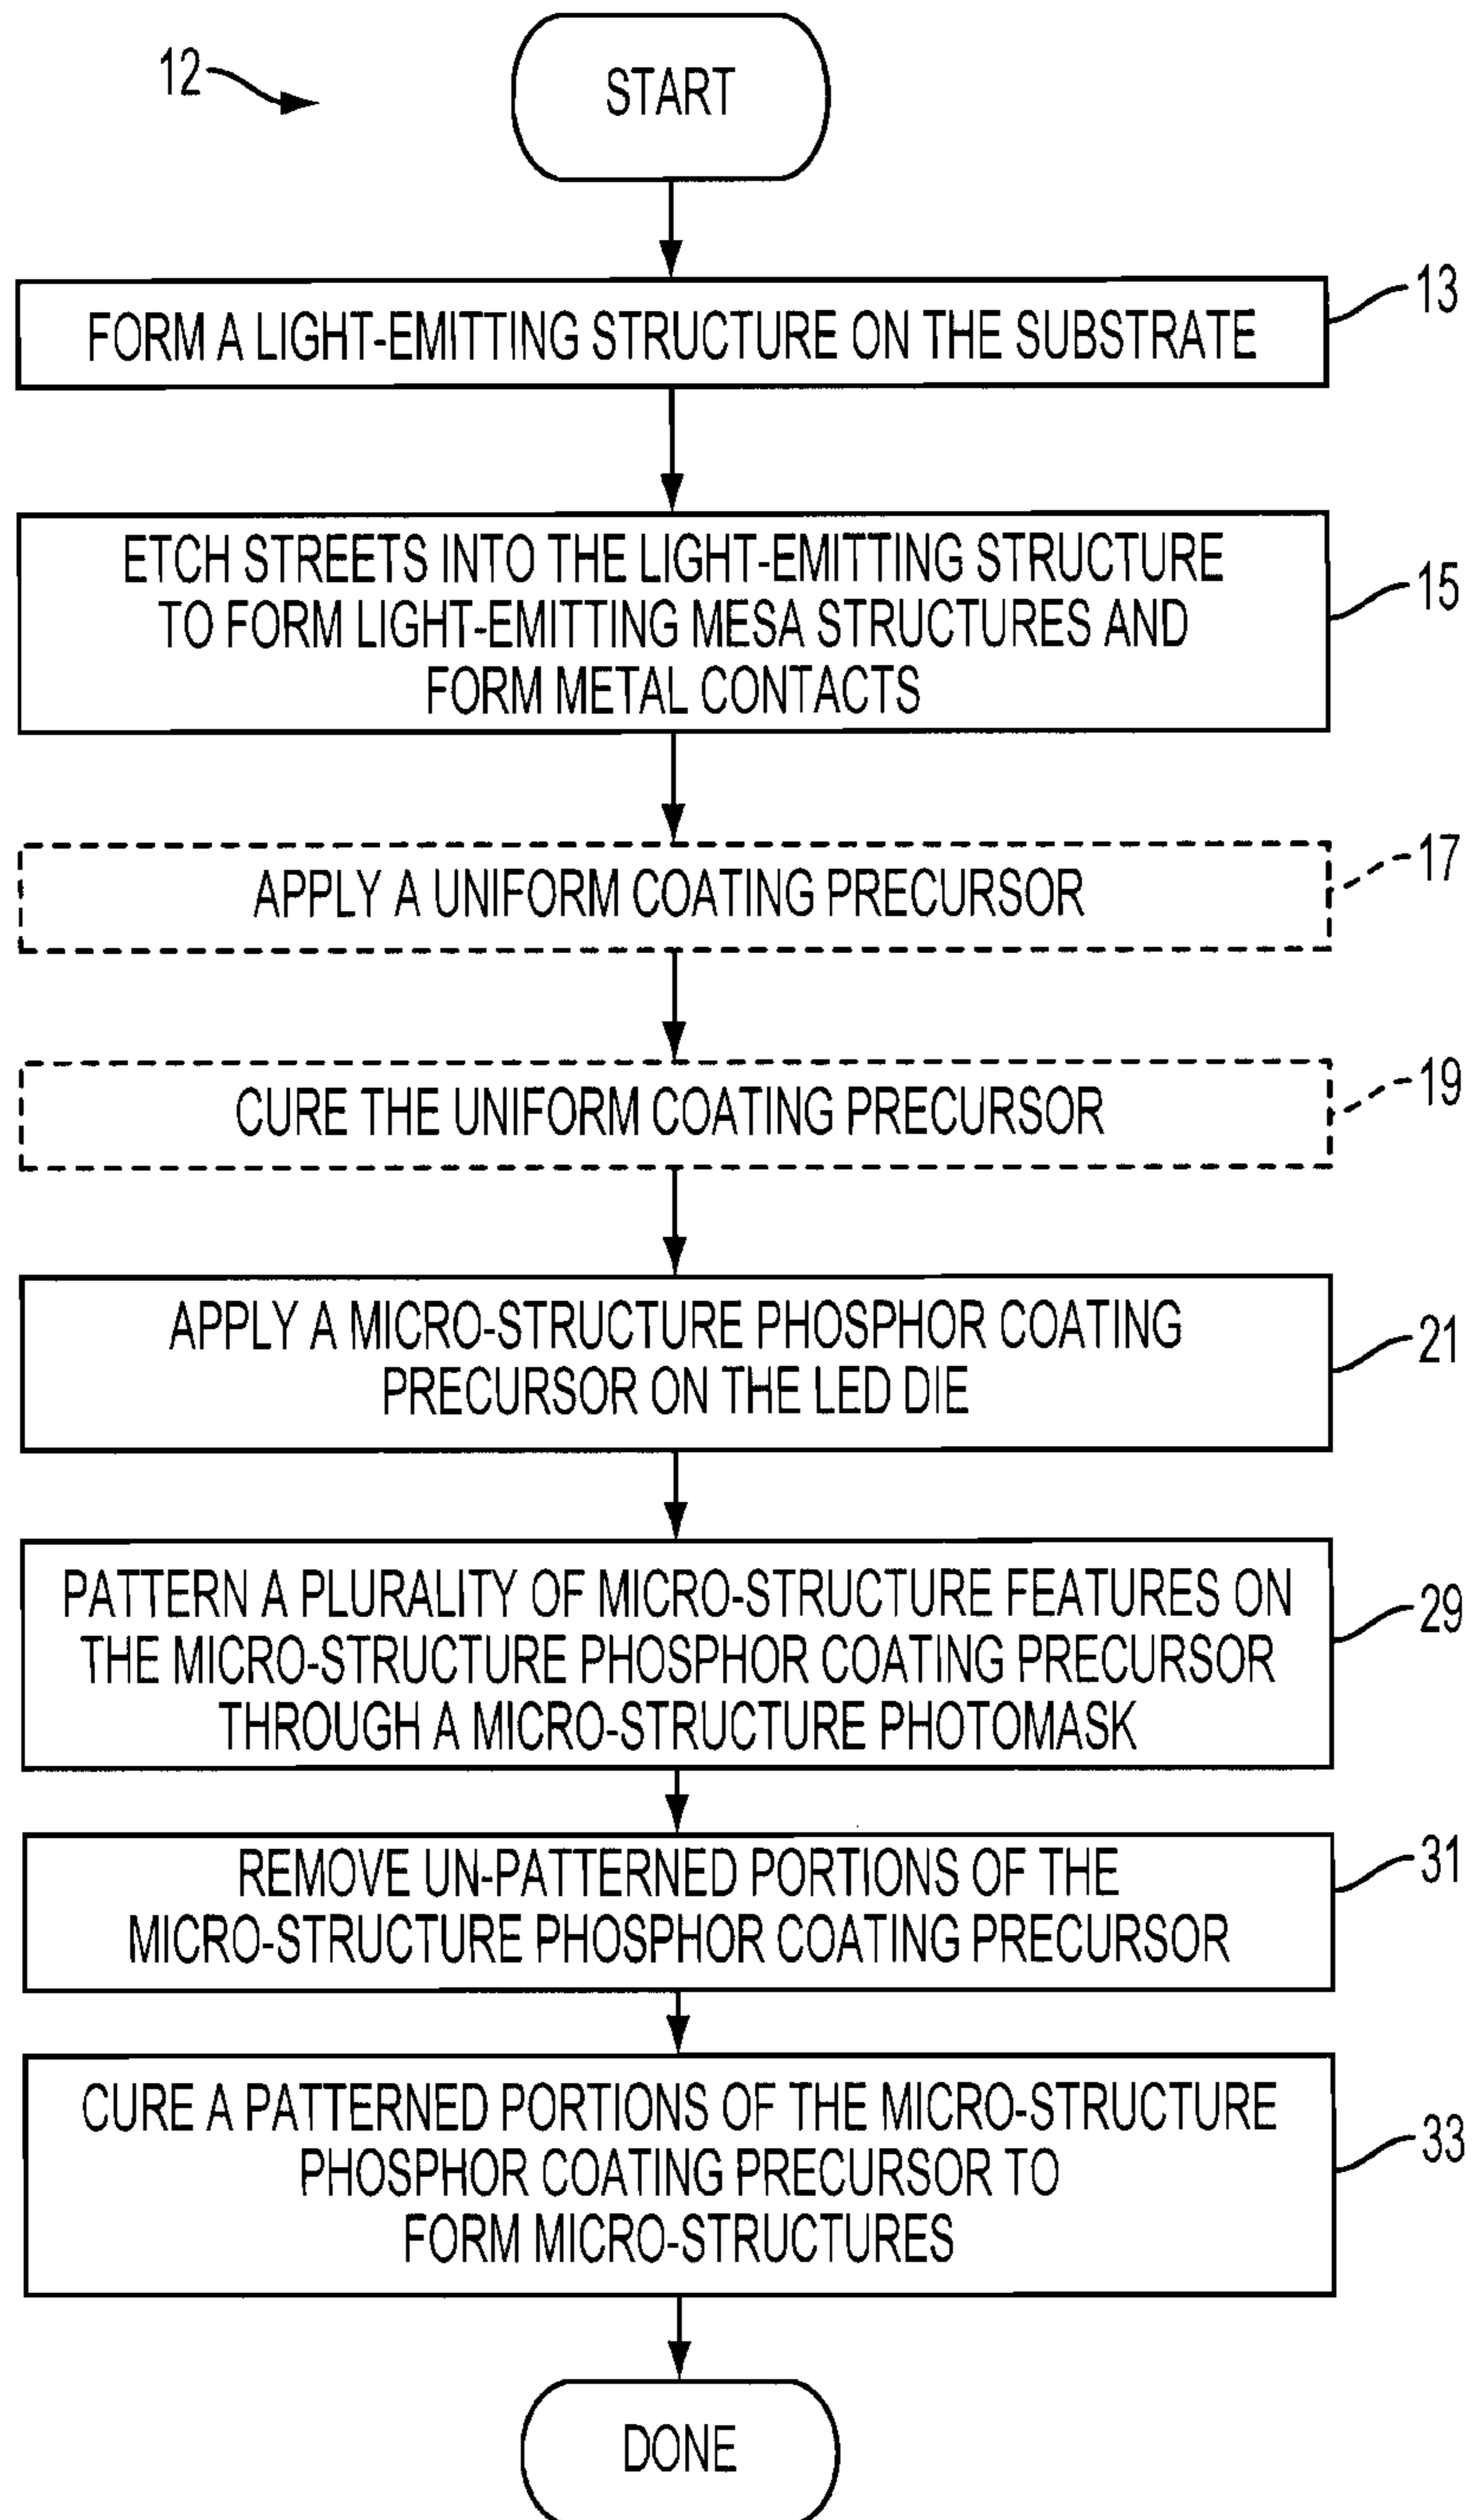 12
START
FORM A LIGHT-EMITTING STRUCTURE ON THE SUBSTRATE
13
ETCH STREETS INTO THE LIGHT-EMITTING STRUCTURE
TO FORM LIGHT-EMITTING MESA STRUCTURES AND
FORM METAL CONTACTS
15
APPLY A UNIFORM COATING PRECURSOR
17
CURE THE UNIFORM COATING PRECURSOR
19
APPLY A MICRO-STRUCTURE PHOSPHOR COATING
PRECURSOR ON THE LED DIE
21
PATTERN A PLURALITY OF MICRO-STRUCTURE FEATURES ON
THE MICRO-STRUCTURE PHOSPHOR COATING PRECURSOR
THROUGH A MICRO-STRUCTURE PHOTOMASK
29
REMOVE UN-PATTERNED PORTIONS OF THE
MICRO-STRUCTURE PHOSPHOR COATING PRECURSOR
31
CURE A PATTERNED PORTIONS OF THE MICRO-STRUCTURE
PHOSPHOR COATING PRECURSOR TO
FORM MICRO-STRUCTURES
33
DONE